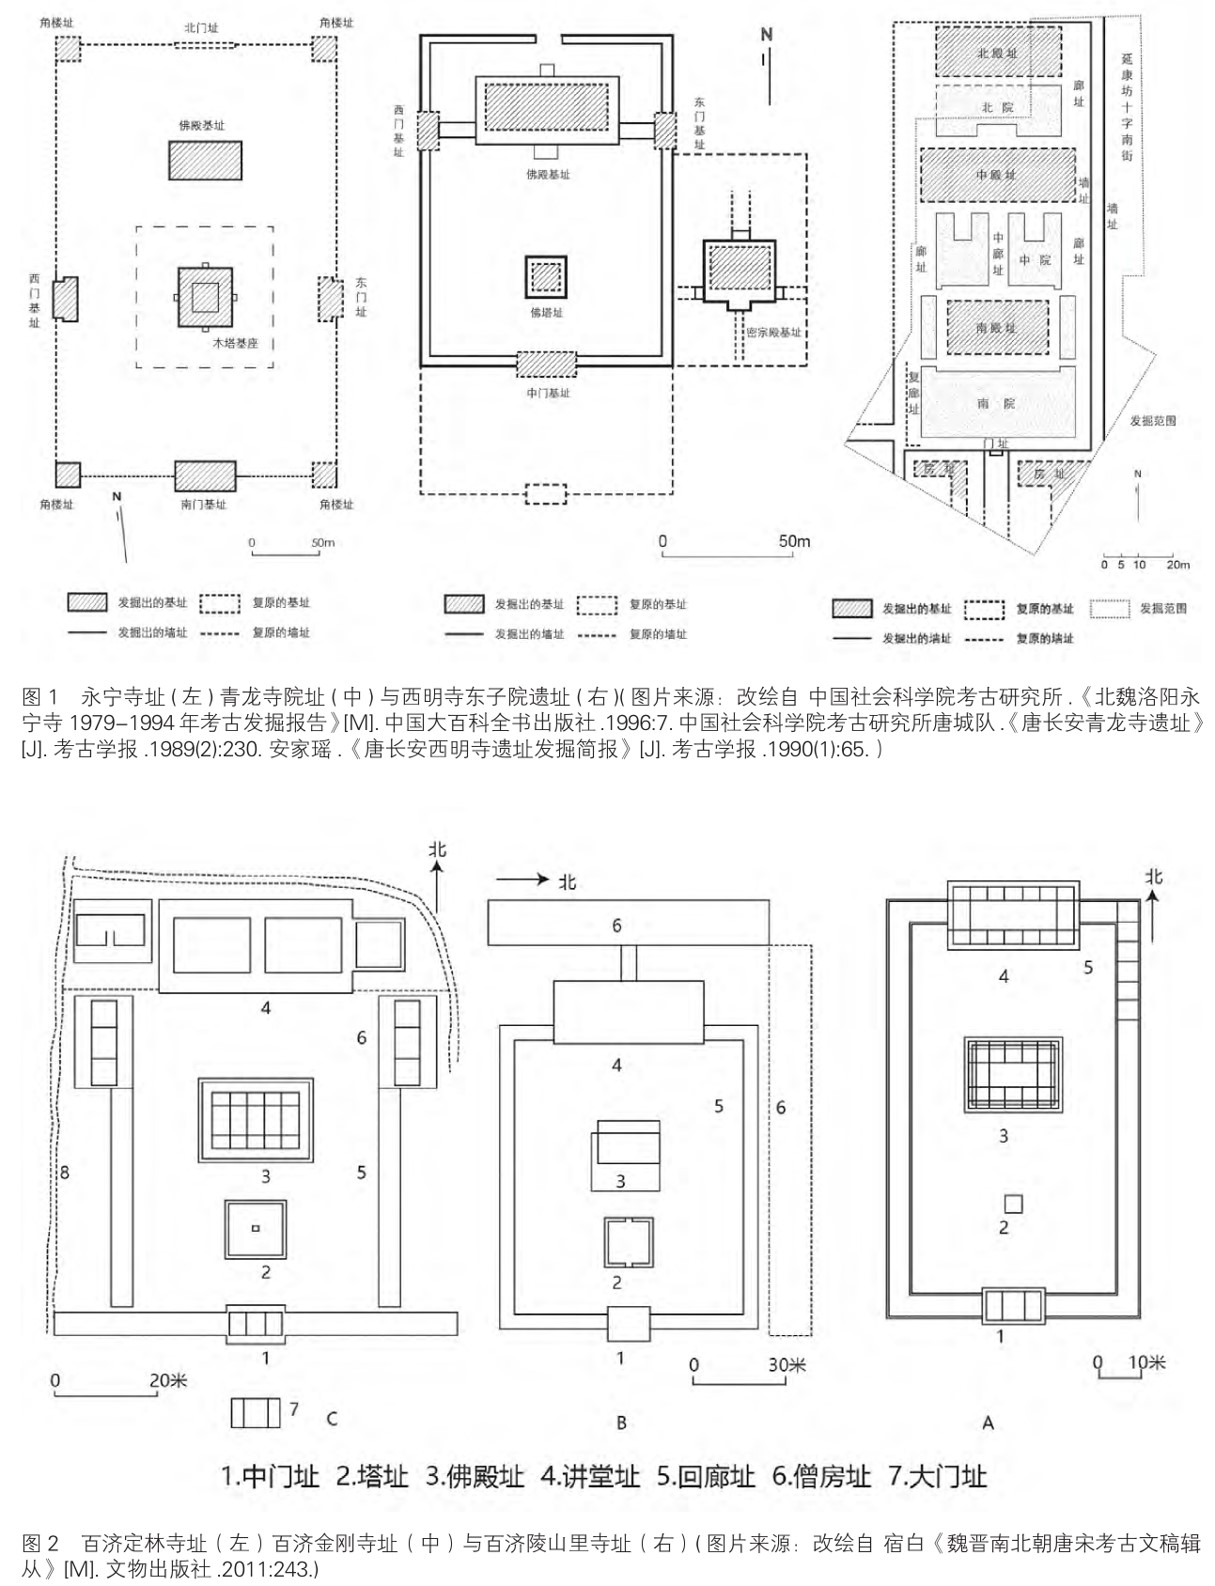 角楼址
北门址
角楼址
佛殿基址
西门基址
东门址
木塔基座
角楼址
南门基址
角楼址
N
0 50m
发掘出的基址 复原的基址
发掘出的墙址 复原的墙址
N
西门基址
东门基址
佛殿基址
佛塔址
密宗殿基址
中门基址
0 50m
发掘出的基址 复原的基址
发掘出的墙址 复原的墙址
北殿址
廊址
延康坊十字南街
北院
中殿址
墙址
墙址
廊址
中廊址
中院
廊址
南殿址
复廊址
南院
门址
发掘范围
房址
房址
N
0 5 10 20m
发掘出的基址 复原的基址 发掘范围
发掘出的墙址 复原的墙址
图 1 永宁寺址(左)青龙寺院址(中)与西明寺东子院遗址(右)(图片来源：改绘自 中国社会科学院考古研究所.《北魏洛阳永
宁寺 1979-1994 年考古发掘报告》[M]. 中国大百科全书出版社.1996:7. 中国社会科学院考古研究所唐城队.《唐长安青龙寺遗址》
[J]. 考古学报.1989(2):230. 安家瑶.《唐长安西明寺遗址发掘简报》[J]. 考古学报.1990(1):65.)
北
4
6
3
8
5
2
1
0 20米
7
C
北
6
4
5
6
3
2
1
0 30米
B
北
4
5
3
2
1
0 10米
A
1.中门址 2.塔址 3.佛殿址 4.讲堂址 5.回廊址 6.僧房址 7.大门址
图 2 百济定林寺址（左）百济金刚寺址（中）与百济陵山里寺址（右）(图片来源：改绘自 宿白《魏晋南北朝唐宋考古文稿辑
丛》[M]. 文物出版社.2011:243.)